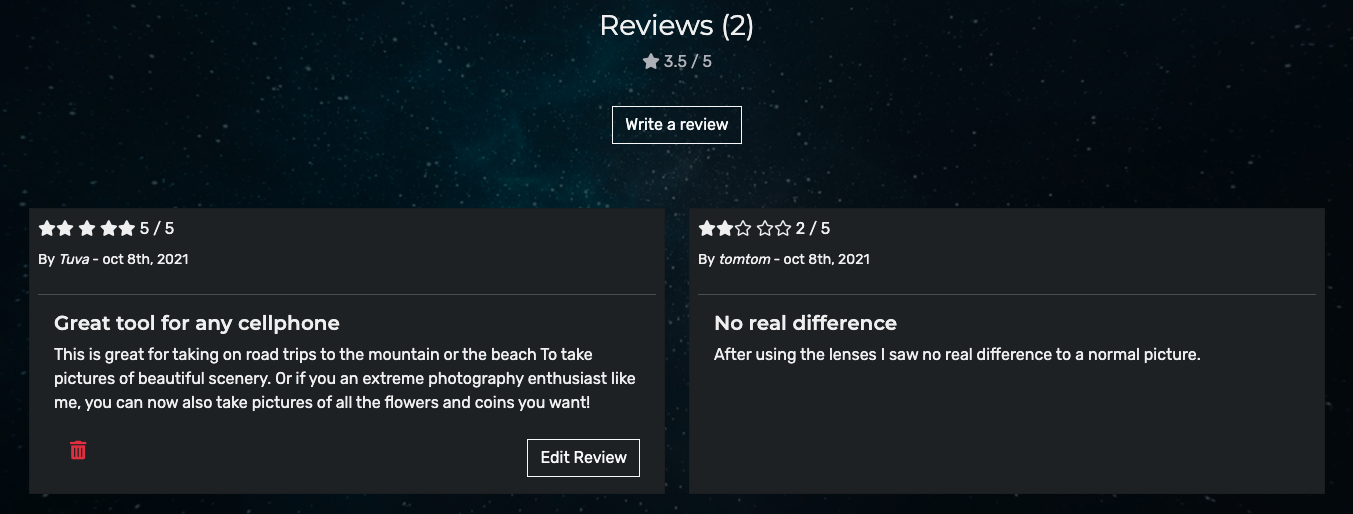 Reviews (2)
3.5 / 5
Write a review
5 / 5
By Tuva - oct 8th, 2021
Great tool for any cellphone
This is great for taking on road trips to the mountain or the beach To take
pictures of beautiful scenery. Or if you an extreme photography enthusiast like
me, you can now also take pictures of all the flowers and coins you want!
Edit Review
2 / 5
By tomtom - oct 8th, 2021
No real difference
After using the lenses I saw no real difference to a normal picture.